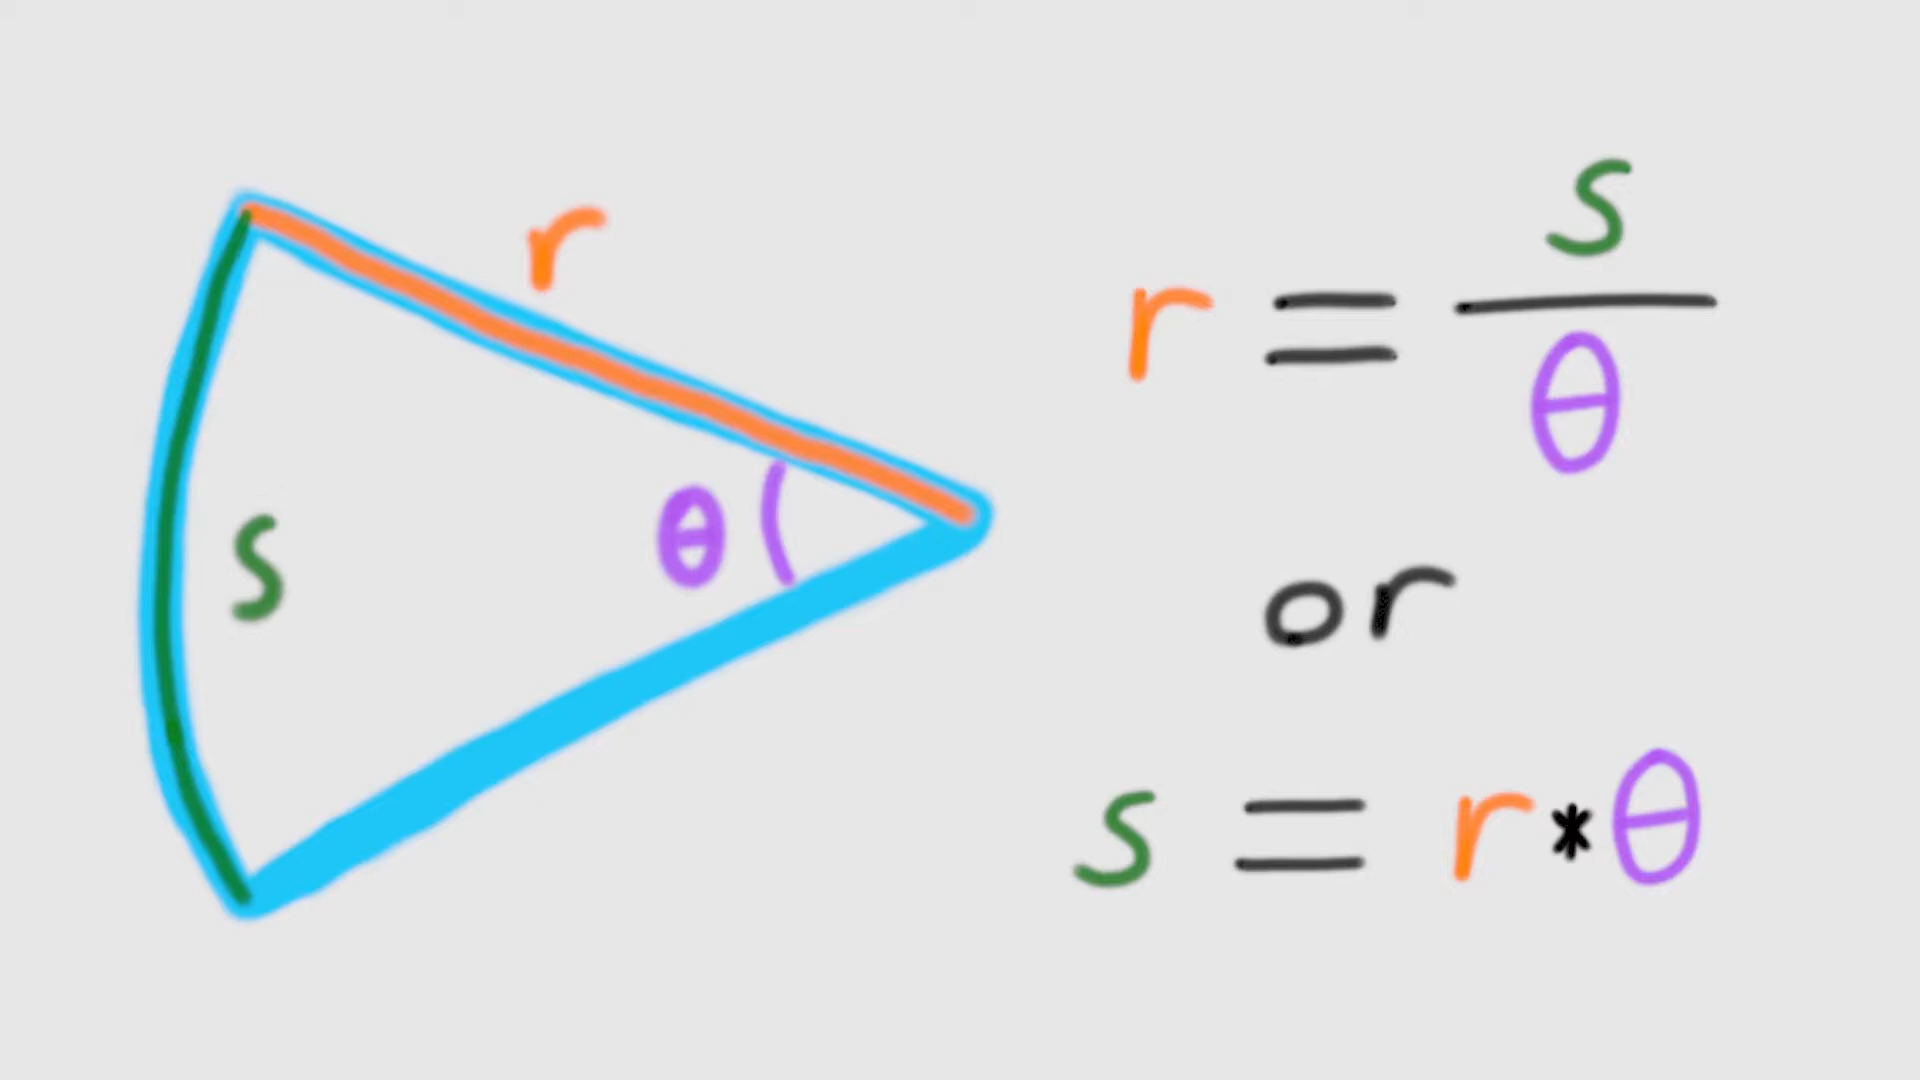 r
θ
s
r = s / θ
or
s = r * θ